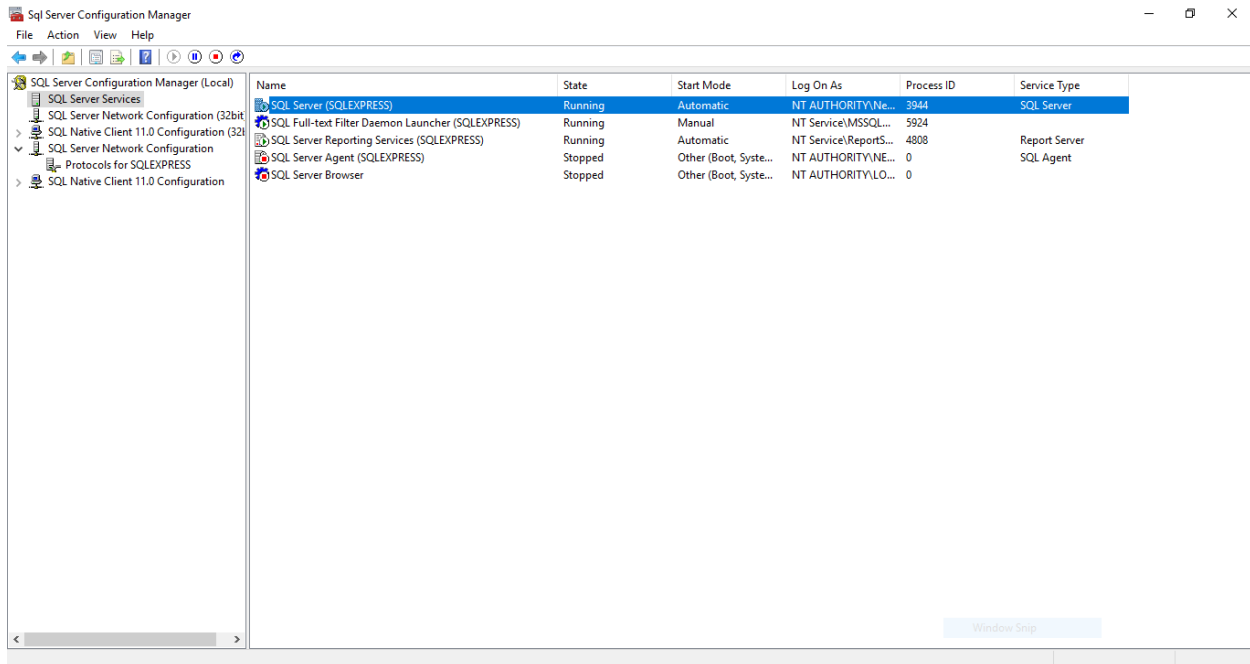 Sql Server Configuration Manager
File Action View Help
SQL Server Configuration Manager (Local)
SQL Server Services
SQL Server Network Configuration (32bit
SQL Native Client 11.0 Configuration (32b
SQL Server Network Configuration
Protocols for SQLEXPRESS
SQL Native Client 11.0 Configuration
Name State Start Mode Log On As Process ID Service Type
SQL Server (SQLEXPRESS) Running Automatic NT AUTHORITY\Ne... 3944 SQL Server
SQL Full-text Filter Daemon Launcher (SQLEXPRESS) Running Manual NT Service\MSSQL... 5924
SQL Server Reporting Services (SQLEXPRESS) Running Automatic NT Service\ReportS... 4808 Report Server
SQL Server Agent (SQLEXPRESS) Stopped Other (Boot, Syste... NT AUTHORITY\NE... 0 SQL Agent
SQL Server Browser Stopped Other (Boot, Syste... NT AUTHORITY\LO... 0
Window Snip